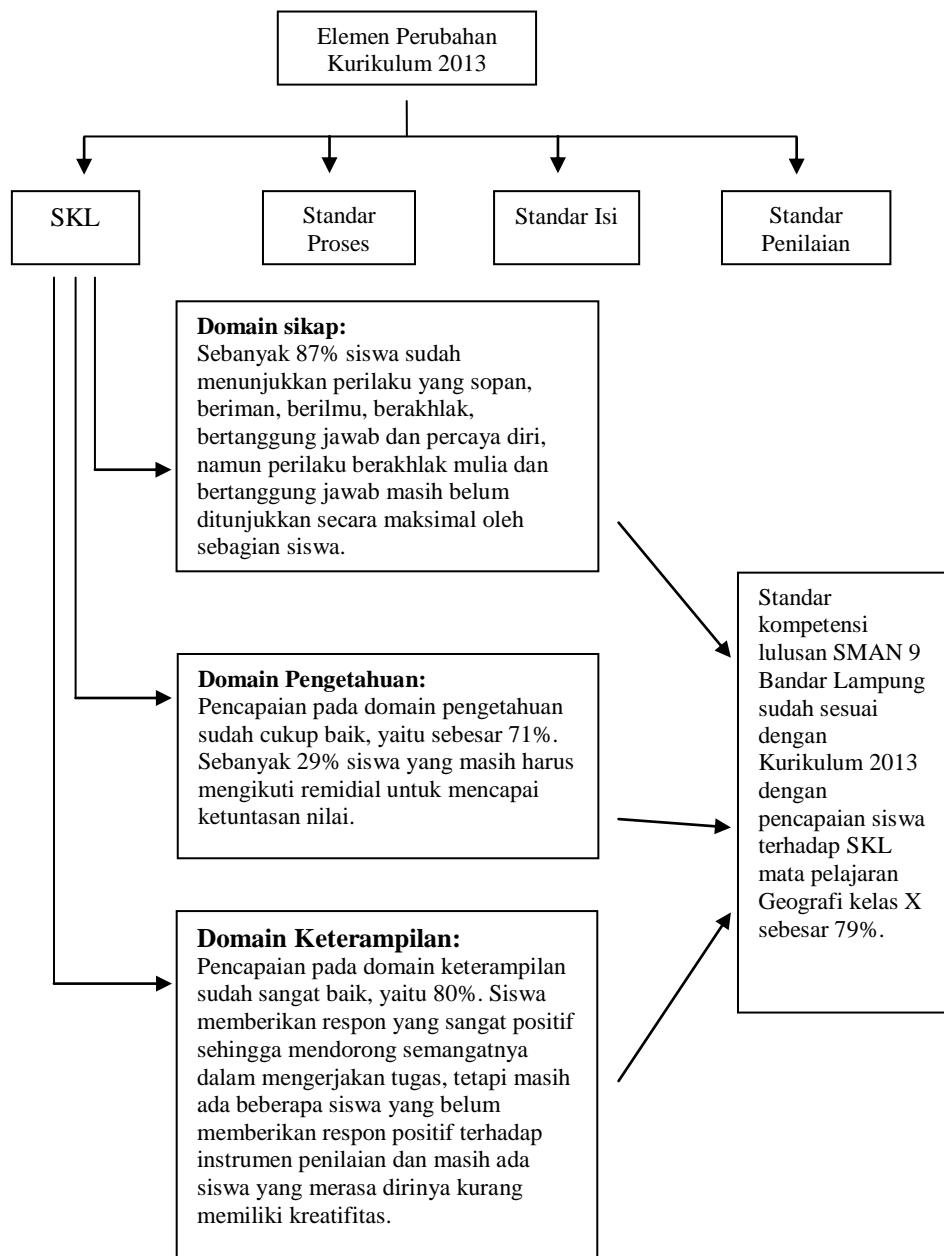 Elemen Perubahan
Kurikulum 2013
SKL
Standar
Proses
Standar Isi
Standar
Penilaian
Domain sikap:
Sebanyak 87% siswa sudah
menunjukkan perilaku yang sopan,
beriman, berilmu, berakhlak,
bertanggung jawab dan percaya diri,
namun perilaku berakhlak mulia dan
bertanggung jawab masih belum
ditunjukkan secara maksimal oleh
sebagian siswa.
Domain Pengetahuan:
Pencapaian pada domain pengetahuan
sudah cukup baik, yaitu sebesar 71%.
Sebanyak 29% siswa yang masih harus
mengikuti remidial untuk mencapai
ketuntasan nilai.
Domain Keterampilan:
Pencapaian pada domain keterampilan
sudah sangat baik, yaitu 80%. Siswa
memberikan respon yang sangat positif
sehingga mendorong semangatnya
dalam mengerjakan tugas, tetapi masih
ada beberapa siswa yang belum
memberikan respon positif terhadap
instrumen penilaian dan masih ada
siswa yang merasa dirinya kurang
memiliki kreatifitas.
Standar
kompetensi
lulusan SMAN 9
Bandar Lampung
sudah sesuai
dengan
Kurikulum 2013
dengan
pencapaian siswa
terhadap SKL
mata pelajaran
Geografi kelas X
sebesar 79%.